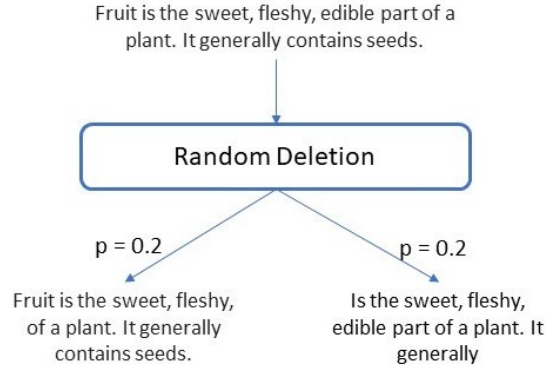 Fruit is the sweet, fleshy, edible part of a
plant. It generally contains seeds.
Random Deletion
p = 0.2
p = 0.2
Fruit is the sweet, fleshy,
of a plant. It generally
contains seeds.
Is the sweet, fleshy,
edible part of a plant. It
generally